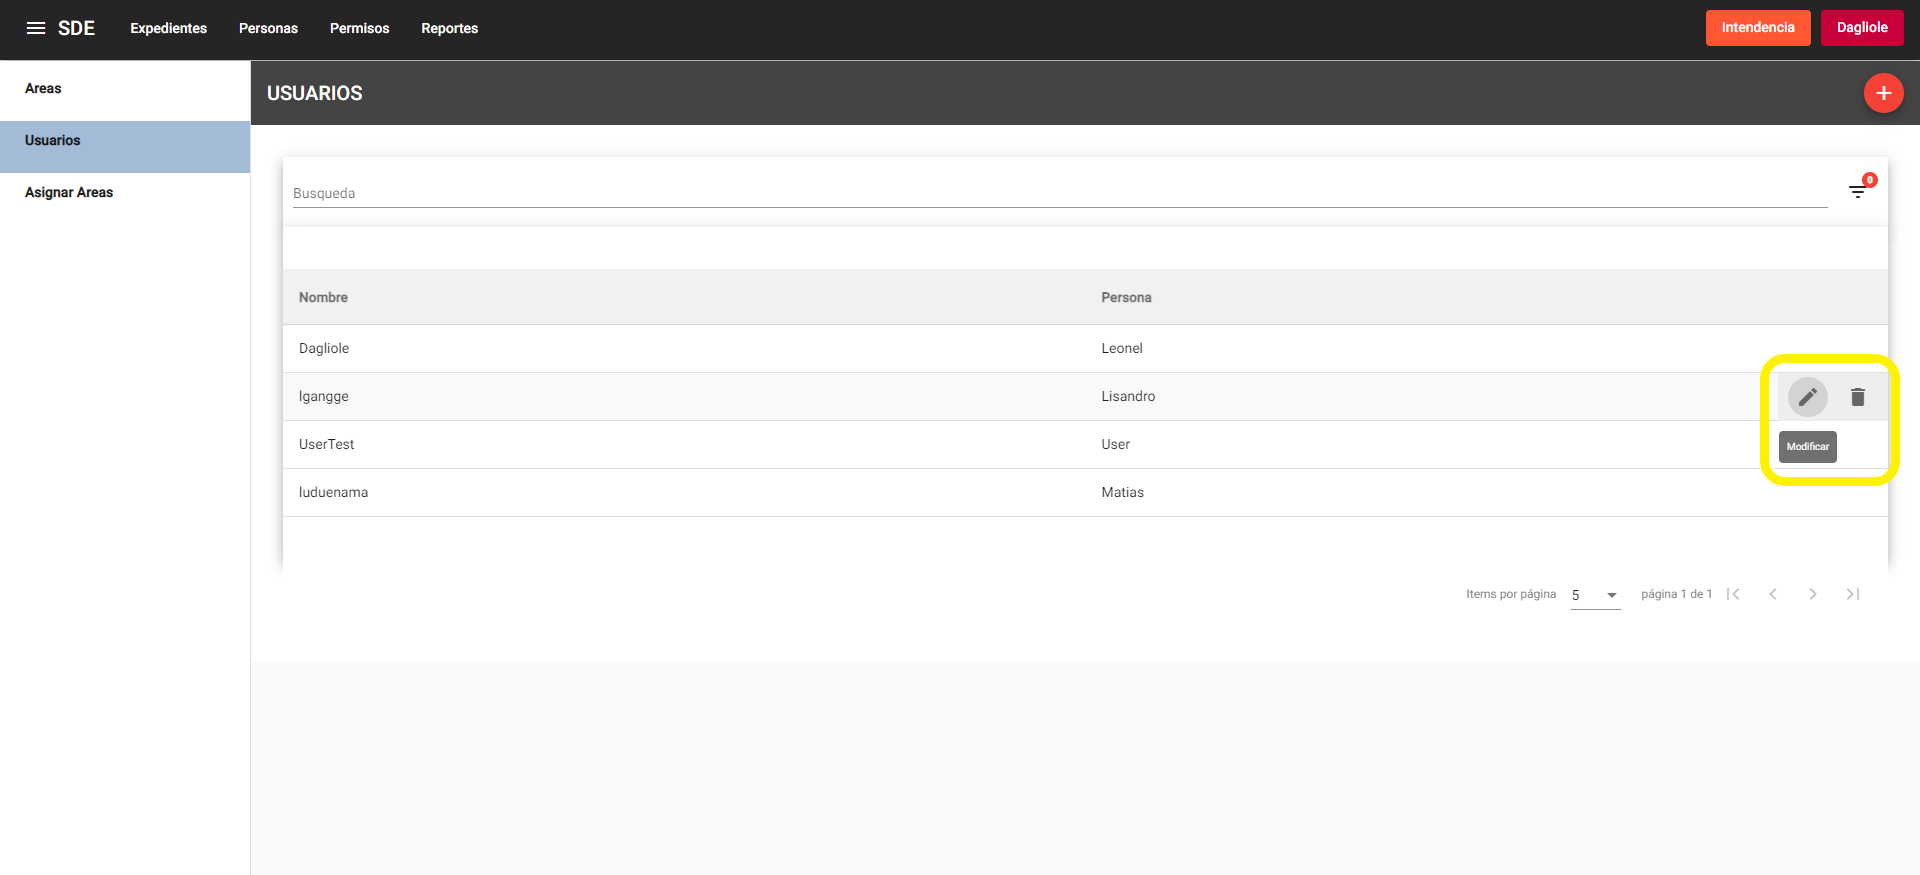 SDE Expedientes Personas Permisos Reportes Intendencia Dagliole
Areas
Usuarios
Asignar Areas
USUARIOS
Busqueda
0
Nombre Persona
Dagliole Leonel
lgangge Lisandro
Modificar
UserTest User
luduenama Matias
Items por página 5 página 1 de 1